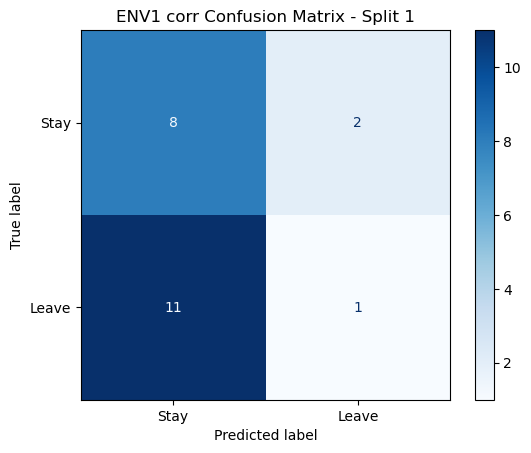 ENV1 corr Confusion Matrix - Split 1
True label
Stay
Leave
8
2
11
1
Stay
Leave
Predicted label
10
8
6
4
2